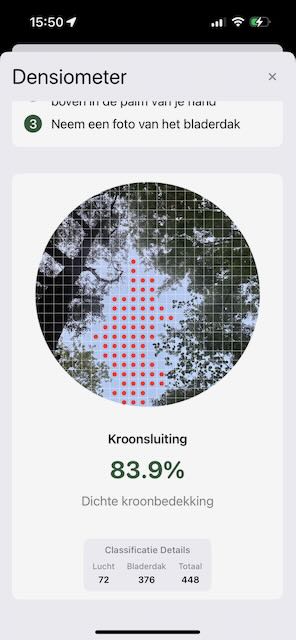 15:50
Densiometer
boven in de palm van je hand
3 Neem een foto van het bladerdak
Kroonsluiting
83.9%
Dichte kroonbedekking
Classificatie Details
Lucht Bladerdak Totaal
72 376 448